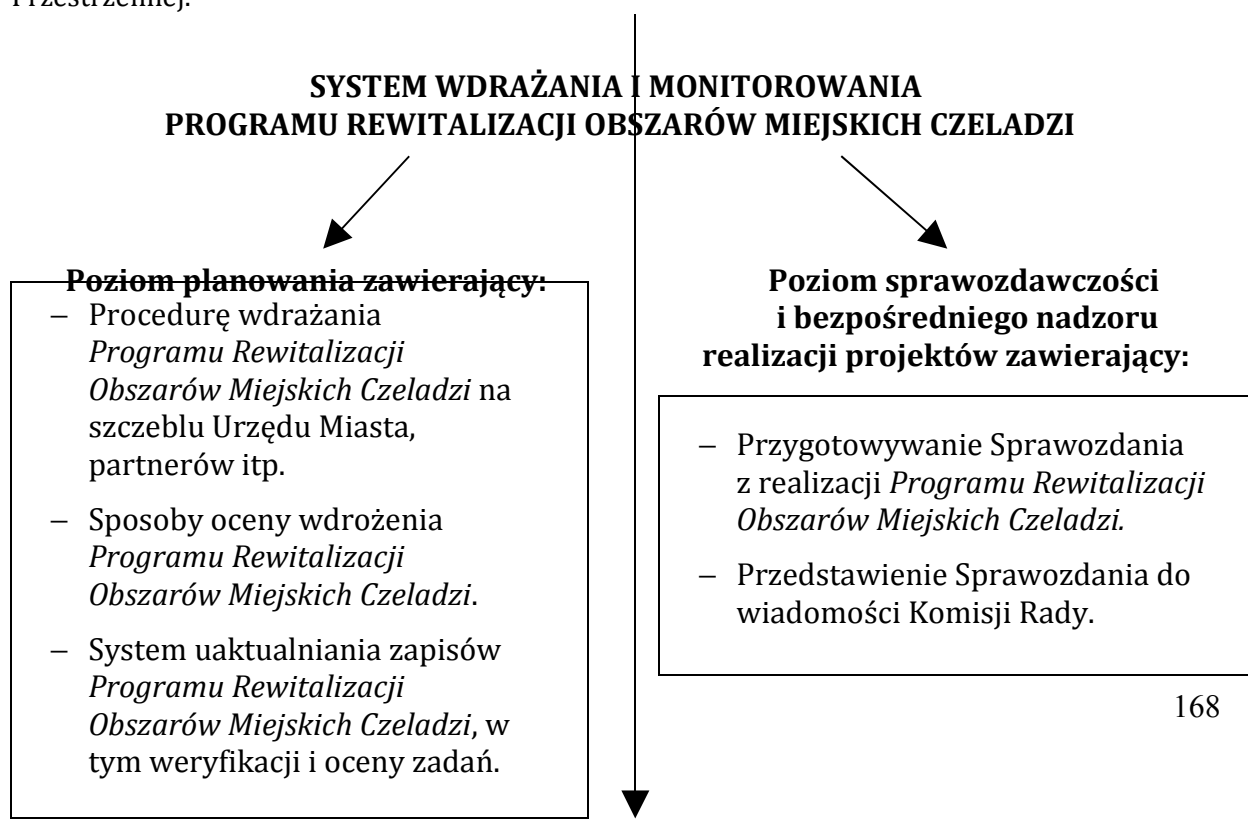 Przestrzennej.
SYSTEM WDRAŻANIA I MONITOROWANIA
PROGRAMU REWITALIZACJI OBSZARÓW MIEJSKICH CZELADZI
Poziom planowania zawierający:
– Procedurę wdrażania
Programu Rewitalizacji
Obszarów Miejskich Czeladzi na
szczeblu Urzędu Miasta,
partnerów itp.
– Sposoby oceny wdrożenia
Programu Rewitalizacji
Obszarów Miejskich Czeladzi.
– System uaktualniania zapisów
Programu Rewitalizacji
Obszarów Miejskich Czeladzi, w
tym weryfikacji i oceny zadań.
Poziom sprawozdawczości
i bezpośredniego nadzoru
realizacji projektów zawierający:
– Przygotowywanie Sprawozdania
z realizacji Programu Rewitalizacji
Obszarów Miejskich Czeladzi.
– Przedstawienie Sprawozdania do
wiadomości Komisji Rady.
168